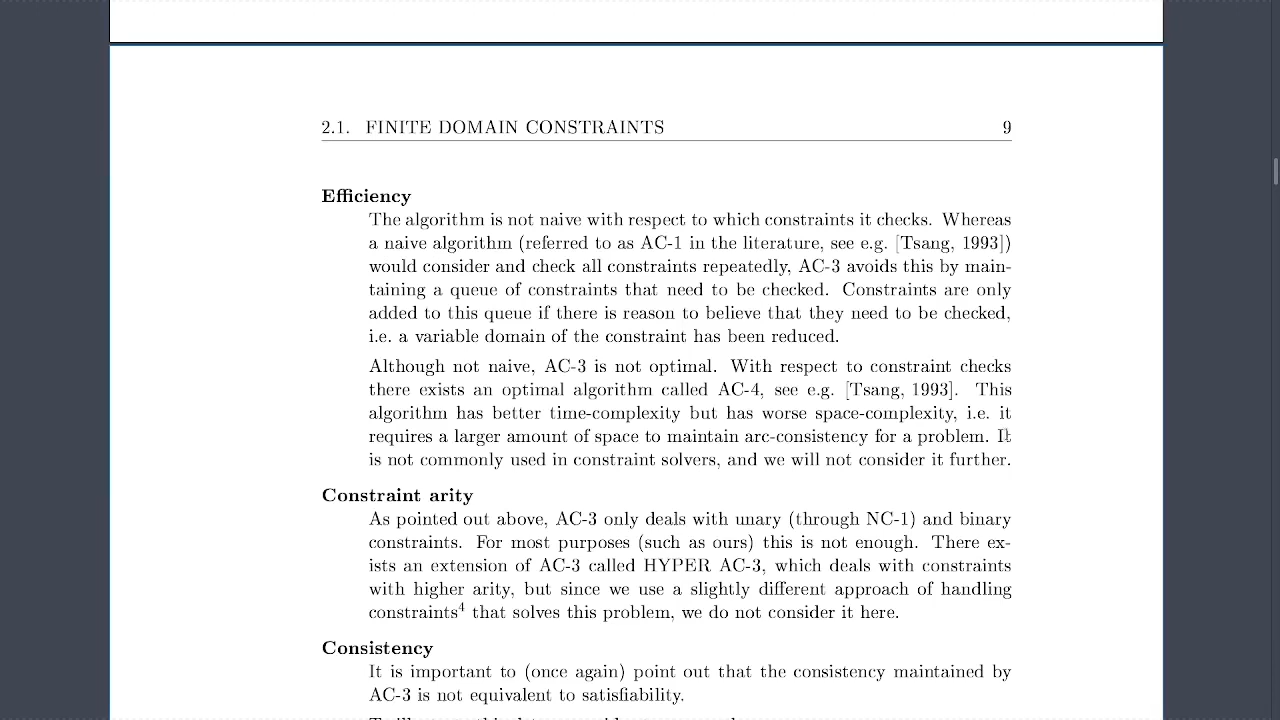 2.1. FINITE DOMAIN CONSTRAINTS 9
Efficiency
The algorithm is not naive with respect to which constraints it checks. Whereas
a naive algorithm (referred to as AC-1 in the literature, see e.g. [Tsang, 1993])
would consider and check all constraints repeatedly, AC-3 avoids this by main-
taining a queue of constraints that need to be checked. Constraints are only
added to this queue if there is reason to believe that they need to be checked,
i.e. a variable domain of the constraint has been reduced.
Although not naive, AC-3 is not optimal. With respect to constraint checks
there exists an optimal algorithm called AC-4, see e.g. [Tsang, 1993]. This
algorithm has better time-complexity but has worse space-complexity, i.e. it
requires a larger amount of space to maintain arc-consistency for a problem. It
is not commonly used in constraint solvers, and we will not consider it further.
Constraint arity
As pointed out above, AC-3 only deals with unary (through NC-1) and binary
constraints. For most purposes (such as ours) this is not enough. There ex-
ists an extension of AC-3 called HYPER AC-3, which deals with constraints
with higher arity, but since we use a slightly different approach of handling
constraints⁴ that solves this problem, we do not consider it here.
Consistency
It is important to (once again) point out that the consistency maintained by
AC-3 is not equivalent to satisfiability.